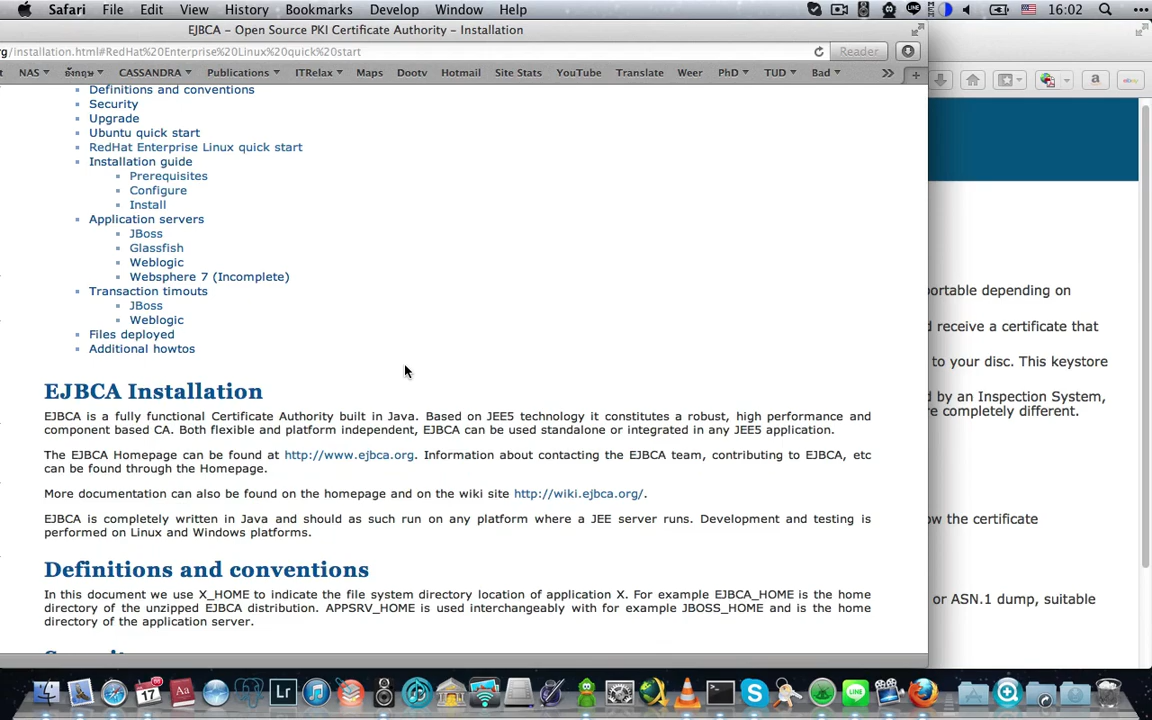 Safari File Edit View History Bookmarks Develop Window Help 16:02
EJBCA – Open Source PKI Certificate Authority – Installation
rg/installation.html#RedHat%20Enterprise%20Linux%20quick%20start Reader
NAS อังกฤษ CASSANDRA Publications ITRelax Maps Dootv Hotmail Site Stats YouTube Translate Weer PhD TUD Bad
Definitions and conventions
Security
Upgrade
Ubuntu quick start
RedHat Enterprise Linux quick start
Installation guide
Prerequisites
Configure
Install
Application servers
JBoss
Glassfish
Weblogic
Websphere 7 (Incomplete)
Transaction timouts
JBoss
Weblogic
Files deployed
Additional howtos
EJBCA Installation
EJBCA is a fully functional Certificate Authority built in Java. Based on JEE5 technology it constitutes a robust, high performance and
component based CA. Both flexible and platform independent, EJBCA can be used standalone or integrated in any JEE5 application.
The EJBCA Homepage can be found at http://www.ejbca.org. Information about contacting the EJBCA team, contributing to EJBCA, etc
can be found through the Homepage.
More documentation can also be found on the homepage and on the wiki site http://wiki.ejbca.org/.
EJBCA is completely written in Java and should as such run on any platform where a JEE server runs. Development and testing is
performed on Linux and Windows platforms.
Definitions and conventions
In this document we use X_HOME to indicate the file system directory location of application X. For example EJBCA_HOME is the home
directory of the unzipped EJBCA distribution. APPSRV_HOME is used interchangeably with for example JBOSS_HOME and is the home
directory of the application server.
ortable depending on
d receive a certificate that
to your disc. This keystore
d by an Inspection System,
re completely different.
ow the certificate
or ASN.1 dump, suitable